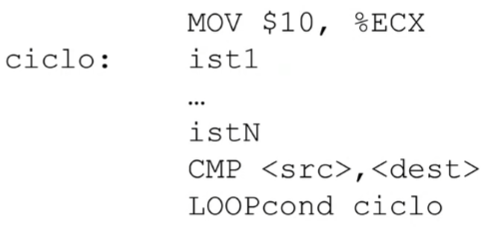 MOV $10, %ECX
ciclo: ist1
…
istN
CMP <src>,<dest>
LOOPcond ciclo